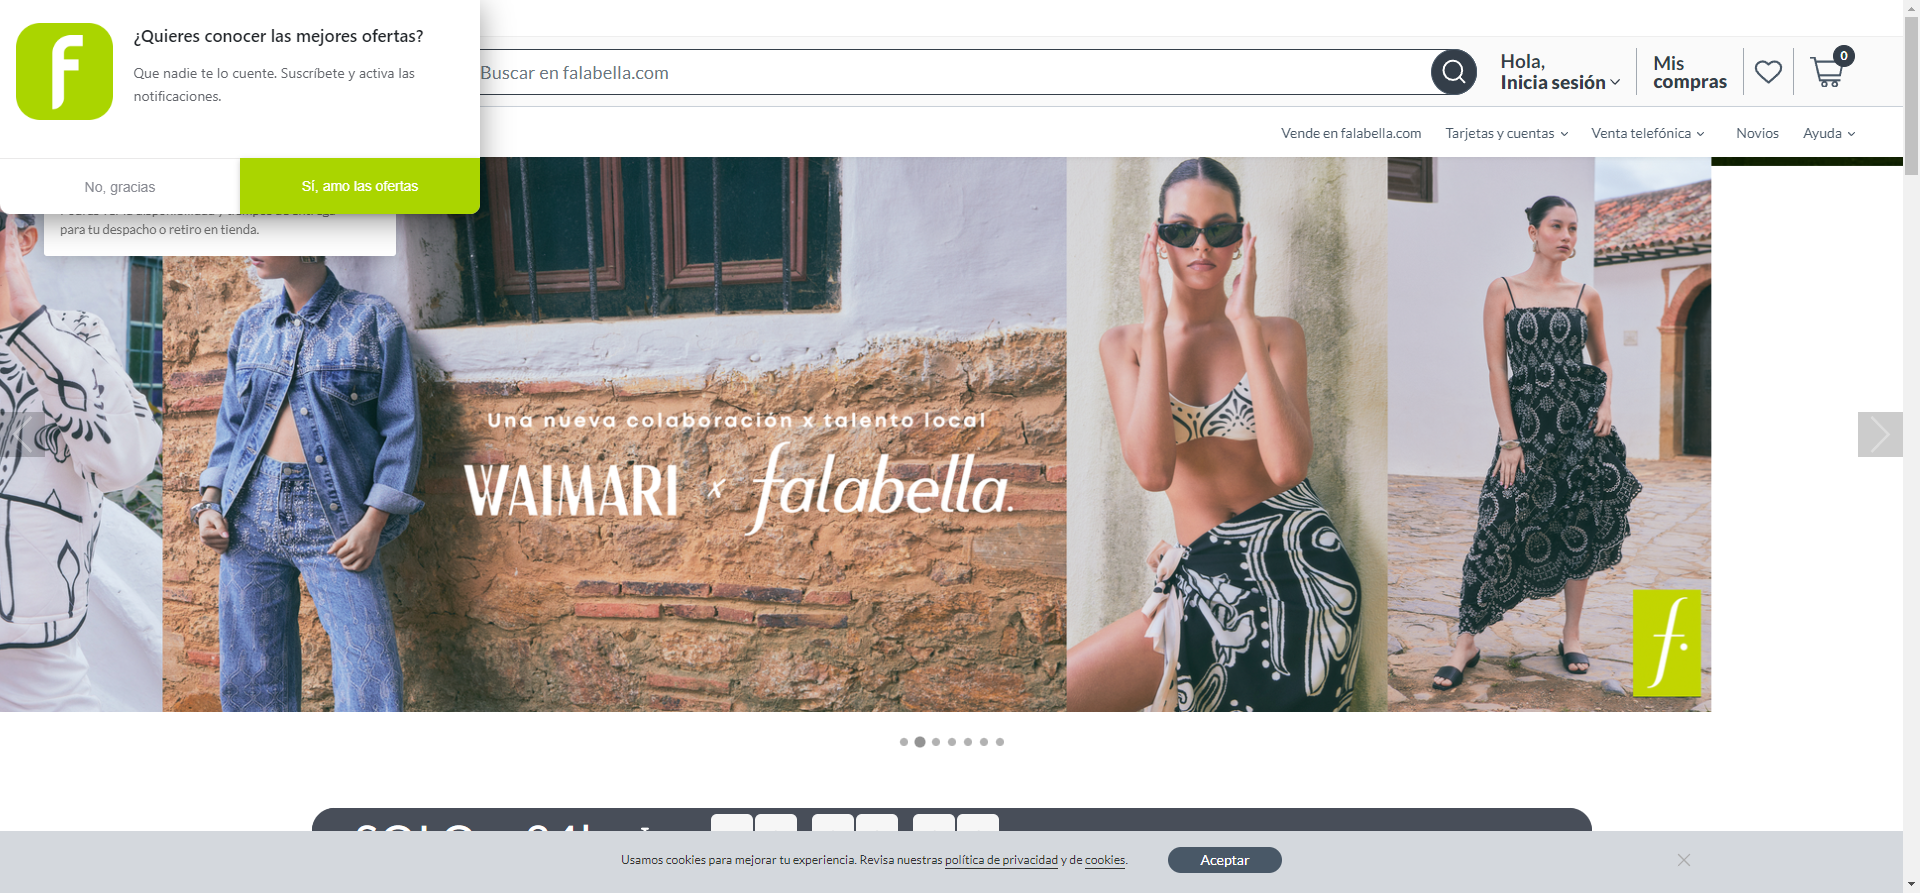 ¿Quieres conocer las mejores ofertas?
Que nadie te lo cuente. Suscríbete y activa las
notificaciones.
No, gracias
Sí, amo las ofertas
para tu despacho o retiro en tienda.
Buscar en falabella.com
Hola,
Inicia sesión
Mis
compras
0
Vende en falabella.com
Tarjetas y cuentas
Venta telefónica
Novios
Ayuda
Una nueva colaboración x talento local
WAIMARI x falabella.
f.
Usamos cookies para mejorar tu experiencia. Revisa nuestras política de privacidad y de cookies.
Aceptar